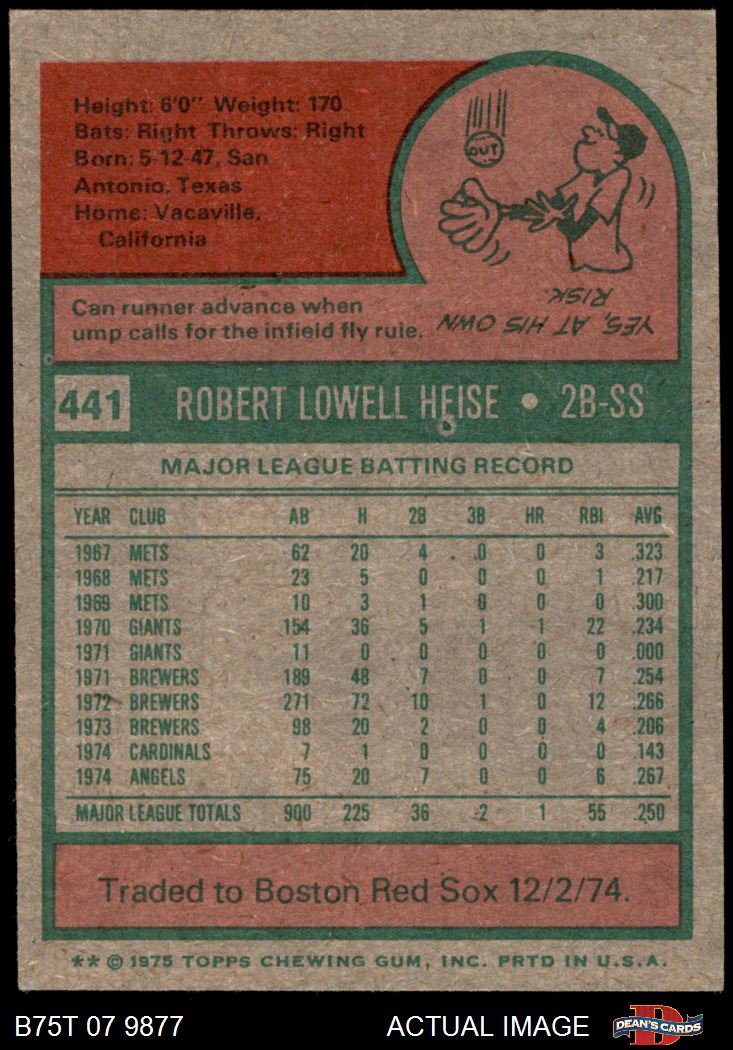 Height: 6'0" Weight: 170
Bats: Right Throws: Right
Born: 5-12-47, San
Antonio, Texas
Home: Vacaville,
California
OUT
Can runner advance when
ump calls for the infield fly rule.
YES, AT HIS OWN
RISK.
441 ROBERT LOWELL HEISE • 2B-SS
MAJOR LEAGUE BATTING RECORD
YEAR CLUB AB H 2B 3B HR RBI AVG
1967 METS 62 20 4 0 0 3 .323
1968 METS 23 5 0 0 0 1 .217
1969 METS 10 3 1 0 0 0 .300
1970 GIANTS 154 36 5 1 1 22 .234
1971 GIANTS 11 0 0 0 0 0 .000
1971 BREWERS 189 48 7 0 0 7 .254
1972 BREWERS 271 72 10 1 0 12 .266
1973 BREWERS 98 20 2 0 0 4 .206
1974 CARDINALS 7 1 0 0 0 0 .143
1974 ANGELS 75 20 7 0 0 6 .267
MAJOR LEAGUE TOTALS 900 225 36 2 1 55 .250
Traded to Boston Red Sox 12/2/74.
** © 1975 TOPPS CHEWING GUM, INC. PRTD IN U.S.A.
B75T 07 9877 ACTUAL IMAGE D DEAN'S CARDS